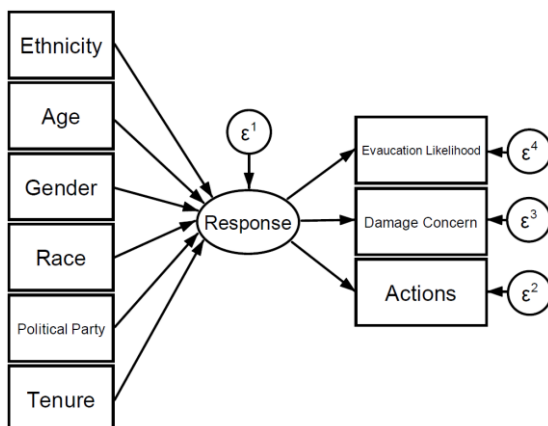 Ethnicity
Age
Gender
Race
Political Party
Tenure
ε¹
Response
Evaucation Likelihood
Damage Concern
Actions
ε⁴
ε³
ε²